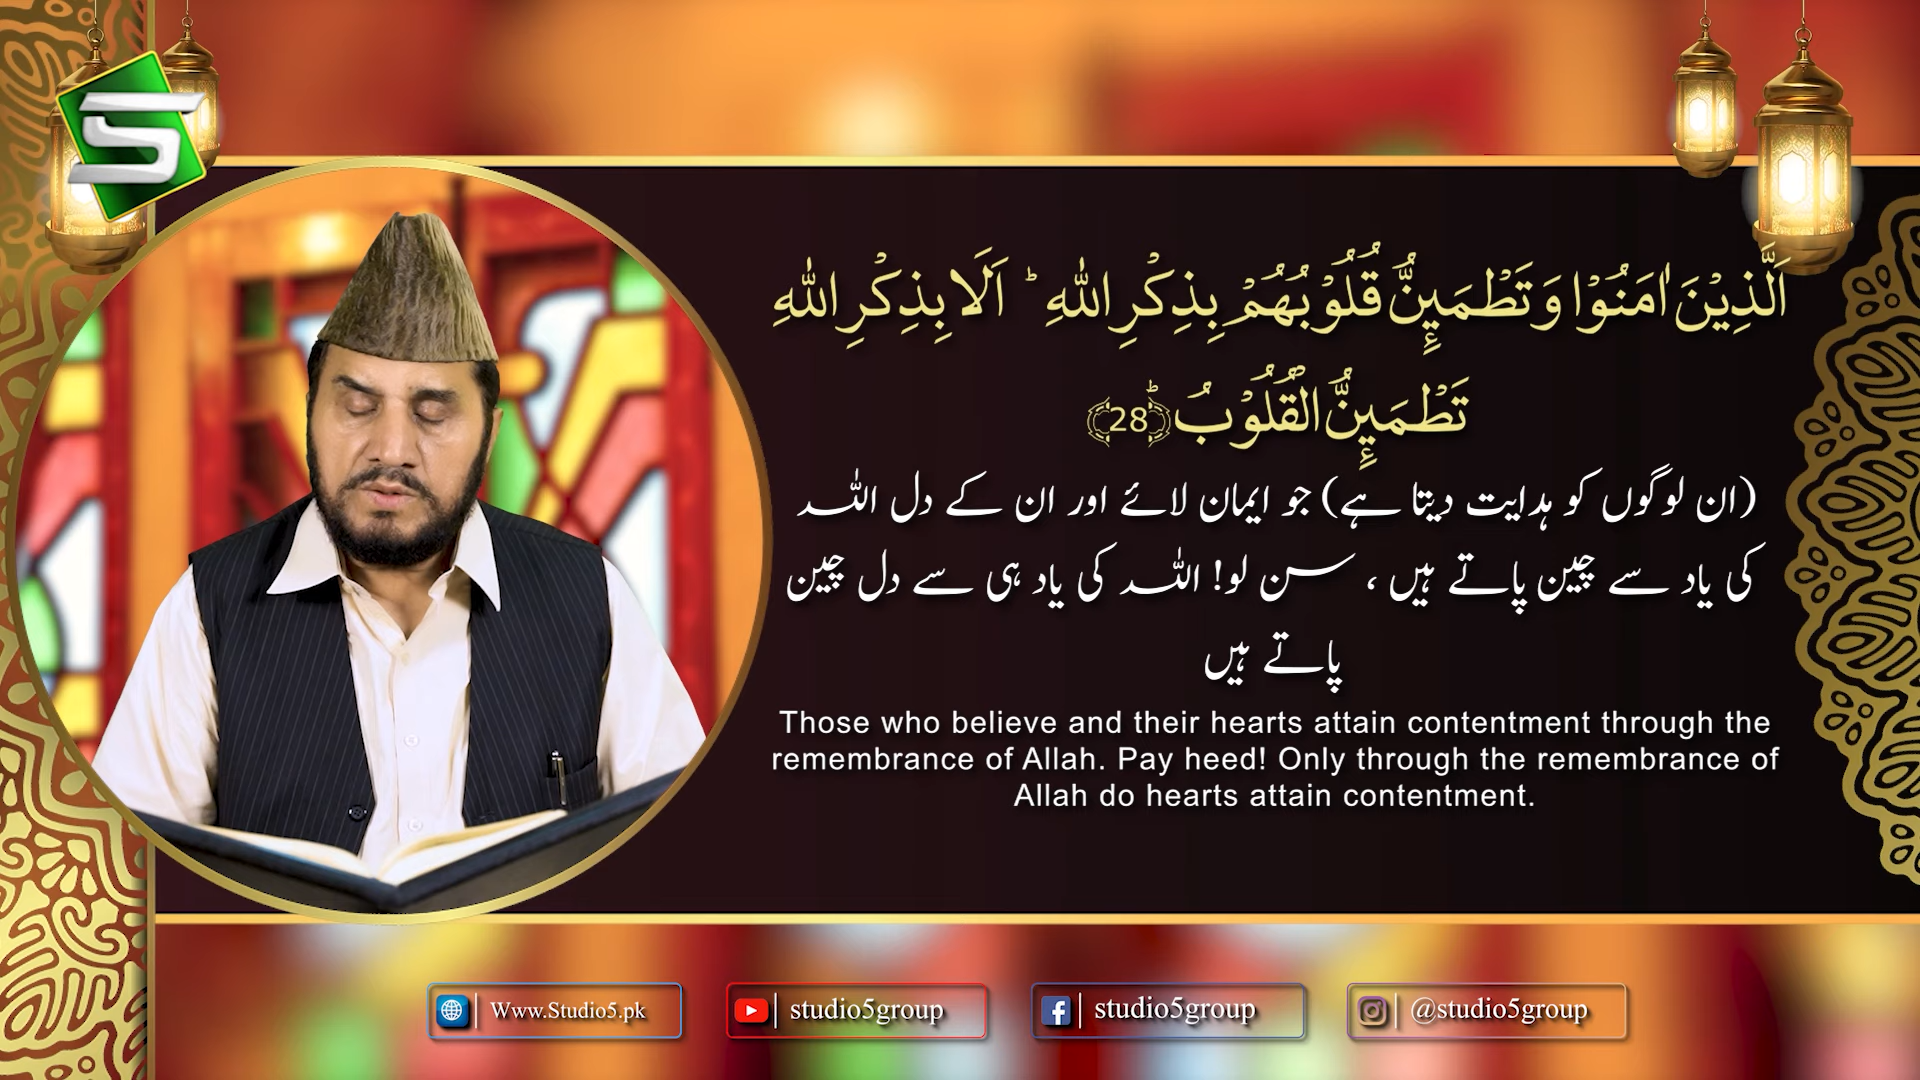 اَلَّذِیْنَ اٰمَنُوْا وَ تَطْمَىٕنُّ قُلُوْبُهُمْ بِذِكْرِ اللّٰهِؕ اَلَا بِذِكْرِ اللّٰهِ
تَطْمَىٕنُّ الْقُلُوْبُؕ﴿28﴾
(ان لوگوں کو ہدایت دیتا ہے) جو ایمان لائے اور ان کے دل اللہ
کی یاد سے چین پاتے ہیں ، سن لو! اللہ کی یاد ہی سے دل چین
پاتے ہیں
Those who believe and their hearts attain contentment through the
remembrance of Allah. Pay heed! Only through the remembrance of
Allah do hearts attain contentment.
Www.Studio5.pk
studio5group
studio5group
@studio5group